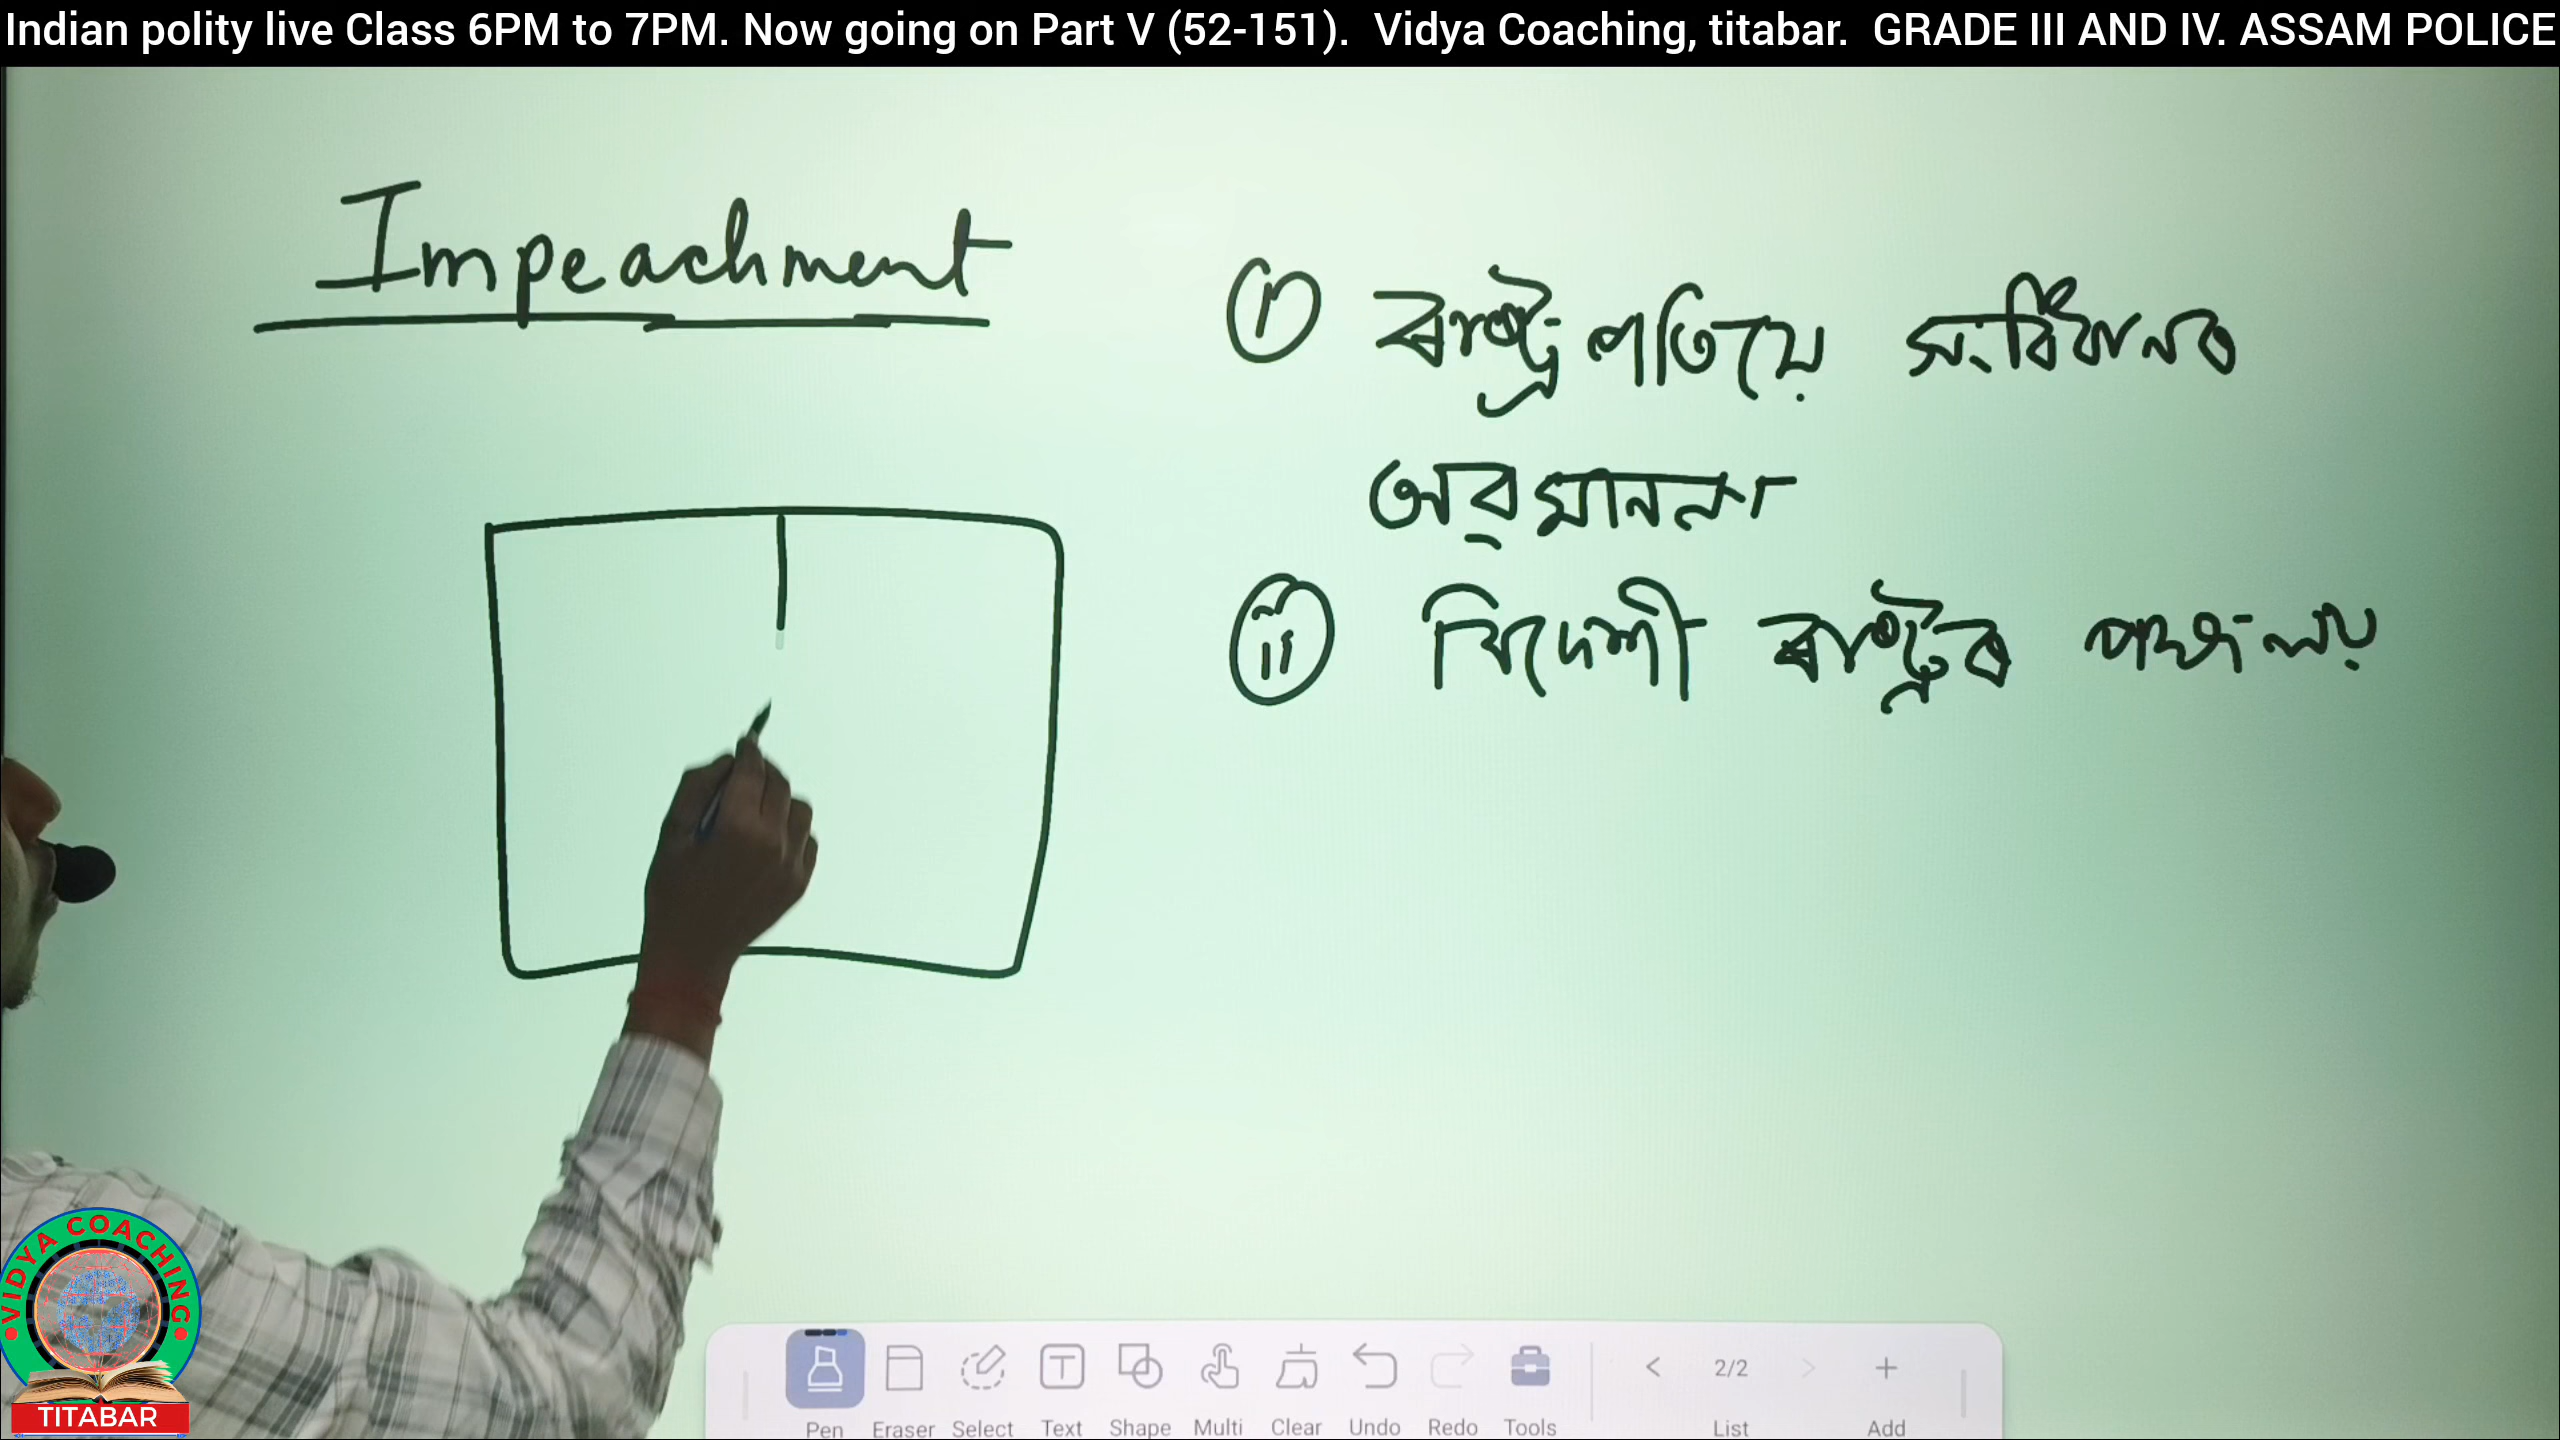 Indian polity live Class 6PM to 7PM. Now going on Part V (52-151). Vidya Coaching, titabar. GRADE III AND IV. ASSAM POLICE
Impeachment
i ৰাষ্ট্ৰপতিয়ে সংবিধানৰ
অৱমাননা
ii বিদেশী ৰাষ্ট্ৰৰ পক্ষ লয়
VIDYA COACHING
TITABAR
Pen Eraser Select Text Shape Multi Clear Undo Redo Tools < 2/2 > List + Add